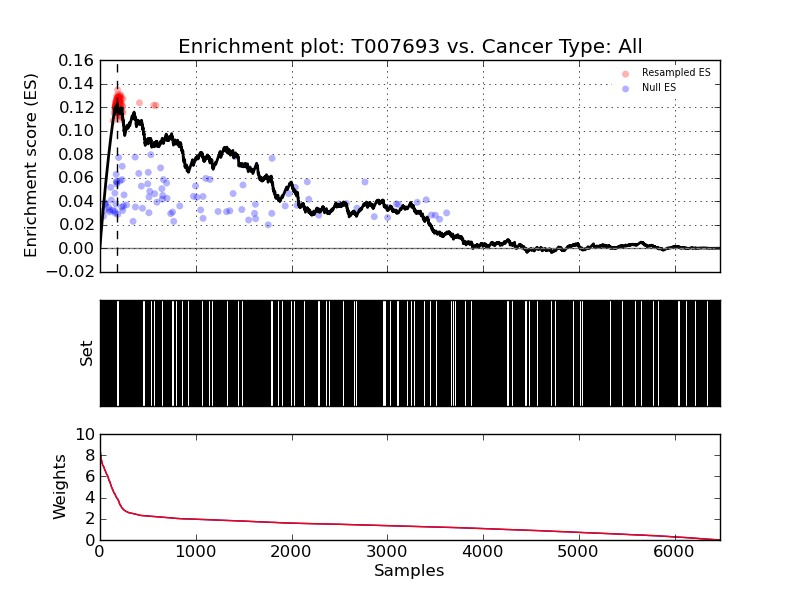 Enrichment plot: T007693 vs. Cancer Type: All
Enrichment score (ES)
0.16
0.14
0.12
0.10
0.08
0.06
0.04
0.02
0.00
−0.02
Resampled ES
Null ES
Set
Weights
10
8
6
4
2
0
0 1000 2000 3000 4000 5000 6000
Samples